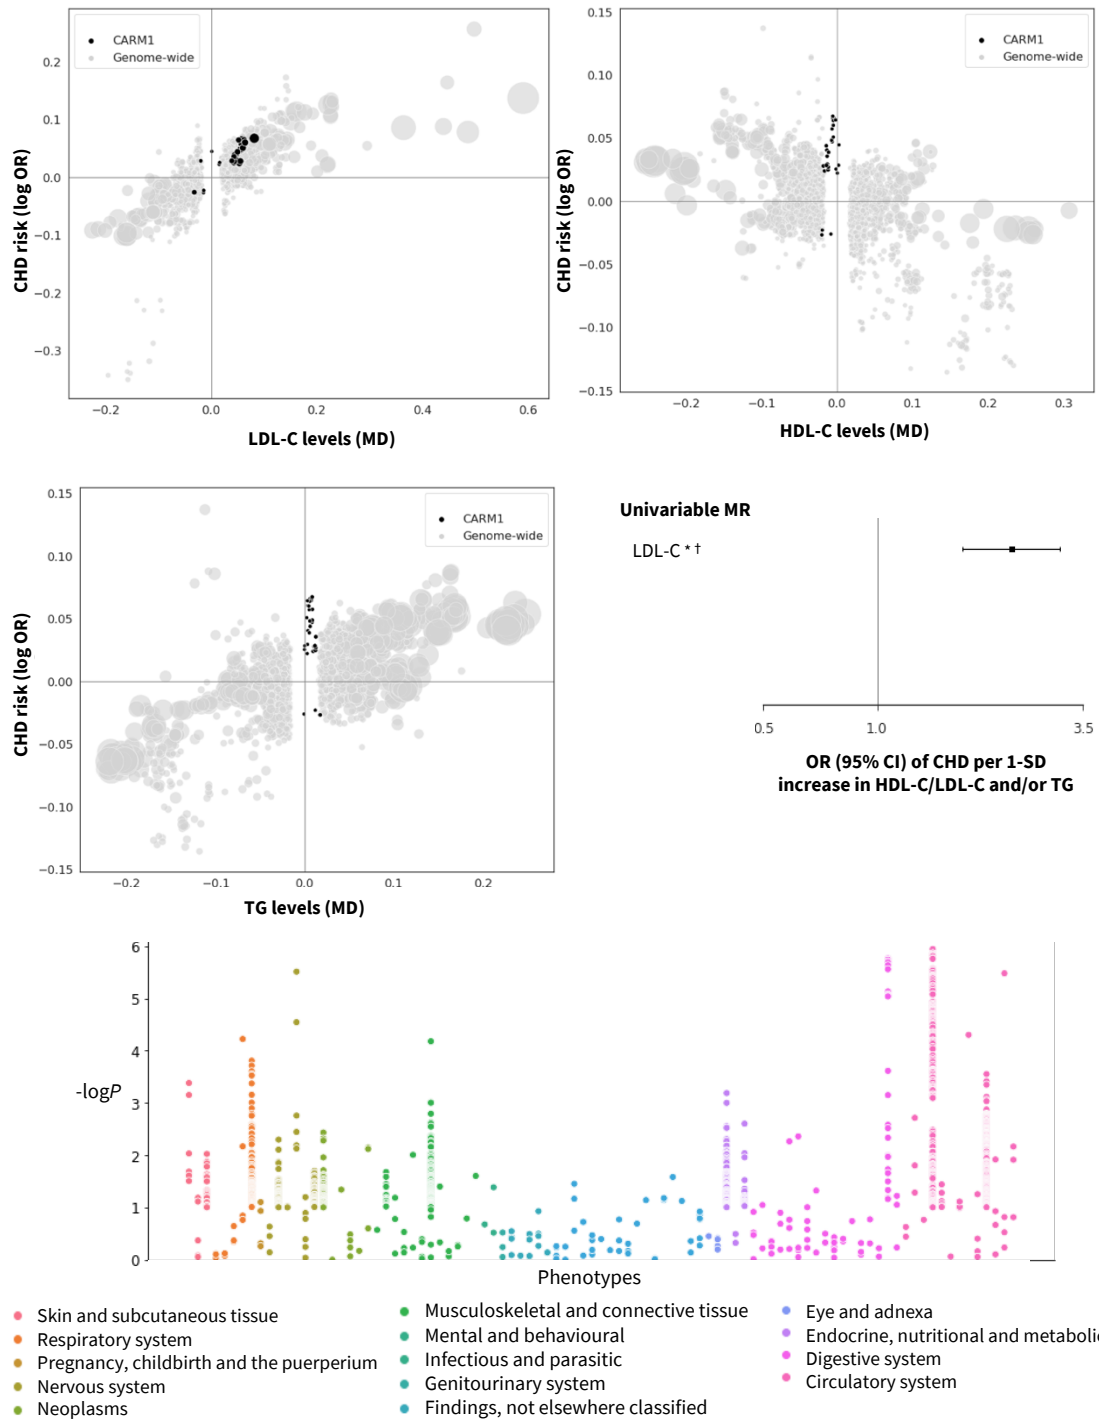 CARM1
Genome-wide
0.2
0.1
0.0
−0.1
−0.2
−0.3
−0.2
0.0
0.2
0.4
0.6
CHD risk (log OR)
LDL-C levels (MD)
CARM1
Genome-wide
0.15
0.10
0.05
0.00
−0.05
−0.10
−0.15
−0.2
−0.1
0.0
0.1
0.2
0.3
CHD risk (log OR)
HDL-C levels (MD)
CARM1
Genome-wide
0.15
0.10
0.05
0.00
−0.05
−0.10
−0.15
−0.2
−0.1
0.0
0.1
0.2
CHD risk (log OR)
TG levels (MD)
Univariable MR
LDL-C * †
0.5
1.0
3.5
OR (95% CI) of CHD per 1-SD
increase in HDL-C/LDL-C and/or TG
6
5
4
3
2
1
0
-logP
Phenotypes
Skin and subcutaneous tissue
Respiratory system
Pregnancy, childbirth and the puerperium
Nervous system
Neoplasms
Musculoskeletal and connective tissue
Mental and behavioural
Infectious and parasitic
Genitourinary system
Findings, not elsewhere classified
Eye and adnexa
Endocrine, nutritional and metabolic
Digestive system
Circulatory system